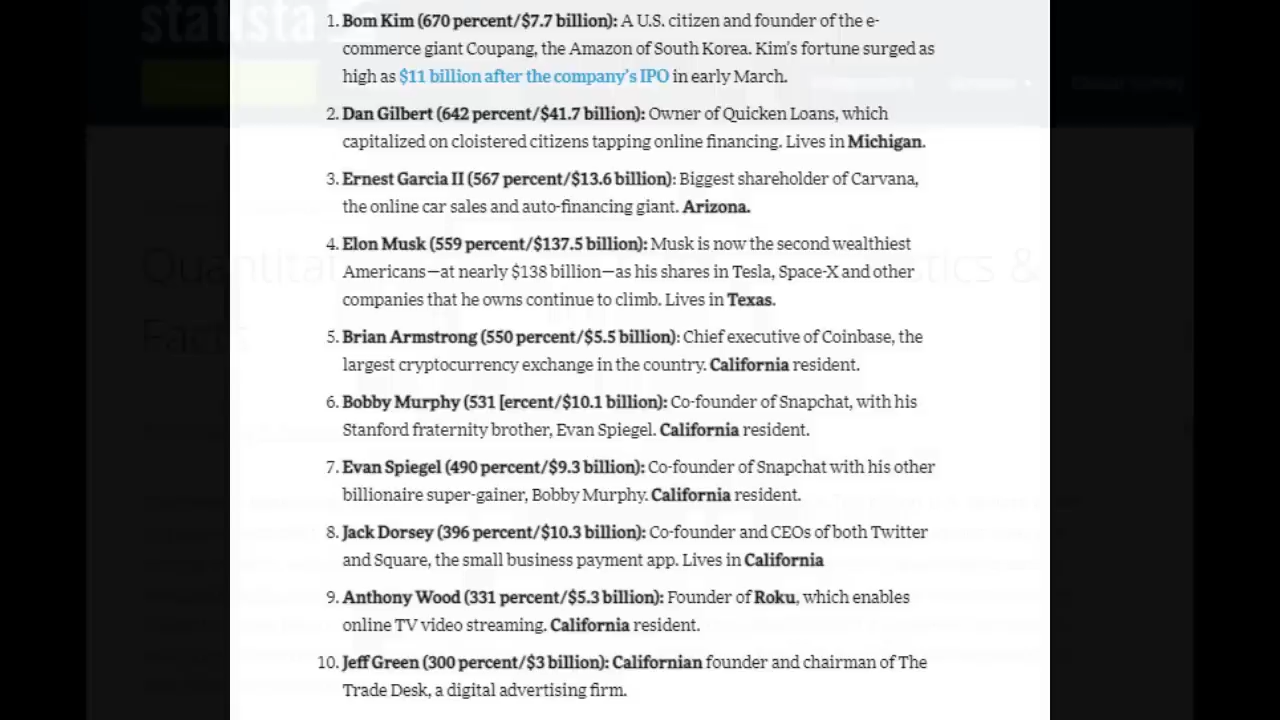 statista
1. Bom Kim (670 percent/$7.7 billion): A U.S. citizen and founder of the e-
commerce giant Coupang, the Amazon of South Korea. Kim's fortune surged as
high as $11 billion after the company's IPO in early March.
2. Dan Gilbert (642 percent/$41.7 billion): Owner of Quicken Loans, which
capitalized on cloistered citizens tapping online financing. Lives in Michigan.
3. Ernest Garcia II (567 percent/$13.6 billion): Biggest shareholder of Carvana,
the online car sales and auto-financing giant. Arizona.
4. Elon Musk (559 percent/$137.5 billion): Musk is now the second wealthiest
Americans—at nearly $138 billion—as his shares in Tesla, Space-X and other
companies that he owns continue to climb. Lives in Texas.
5. Brian Armstrong (550 percent/$5.5 billion): Chief executive of Coinbase, the
largest cryptocurrency exchange in the country. California resident.
6. Bobby Murphy (531 [ercent/$10.1 billion): Co-founder of Snapchat, with his
Stanford fraternity brother, Evan Spiegel. California resident.
7. Evan Spiegel (490 percent/$9.3 billion): Co-founder of Snapchat with his other
billionaire super-gainer, Bobby Murphy. California resident.
8. Jack Dorsey (396 percent/$10.3 billion): Co-founder and CEOs of both Twitter
and Square, the small business payment app. Lives in California
9. Anthony Wood (331 percent/$5.3 billion): Founder of Roku, which enables
online TV video streaming. California resident.
10. Jeff Green (300 percent/$3 billion): Californian founder and chairman of The
Trade Desk, a digital advertising firm.